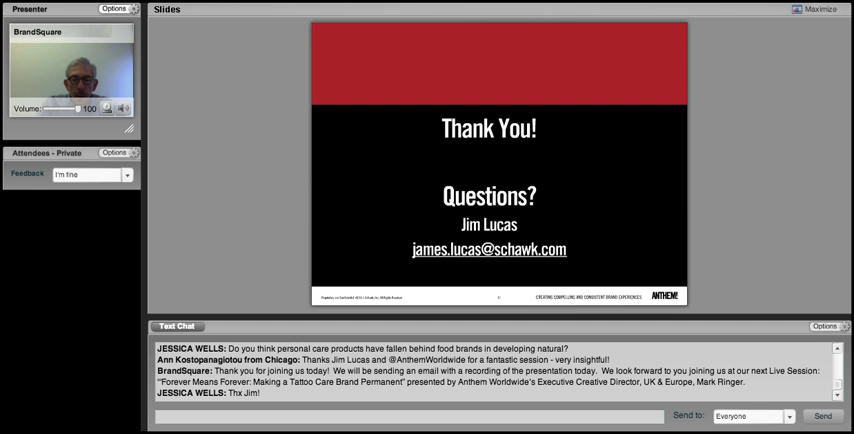 Presenter
Options
BrandSquare
Volume:
100
Attendees - Private
Options
Feedback
I'm fine
Slides
Maximize
Thank You!
Questions?
Jim Lucas
james.lucas@schawk.com
CREATING COMPELLING AND CONSISTENT BRAND EXPERIENCES
ANTHEM!
Text Chat
Options
JESSICA WELLS: Do you think personal care products have fallen behind food brands in developing natural?
Ann Kostopanagiotou from Chicago: Thanks Jim Lucas and @AnthemWorldwide for a fantastic session - very insightful!
BrandSquare: Thank you for joining us today!  We will be sending an email with a recording of the presentation today.  We look forward to you joining us at our next Live Session:
"'Forever Means Forever: Making a Tattoo Care Brand Permanent" presented by Anthem Worldwide's Executive Creative Director, UK & Europe, Mark Ringer.
JESSICA WELLS: Thx Jim!
Send to:
Everyone
Send